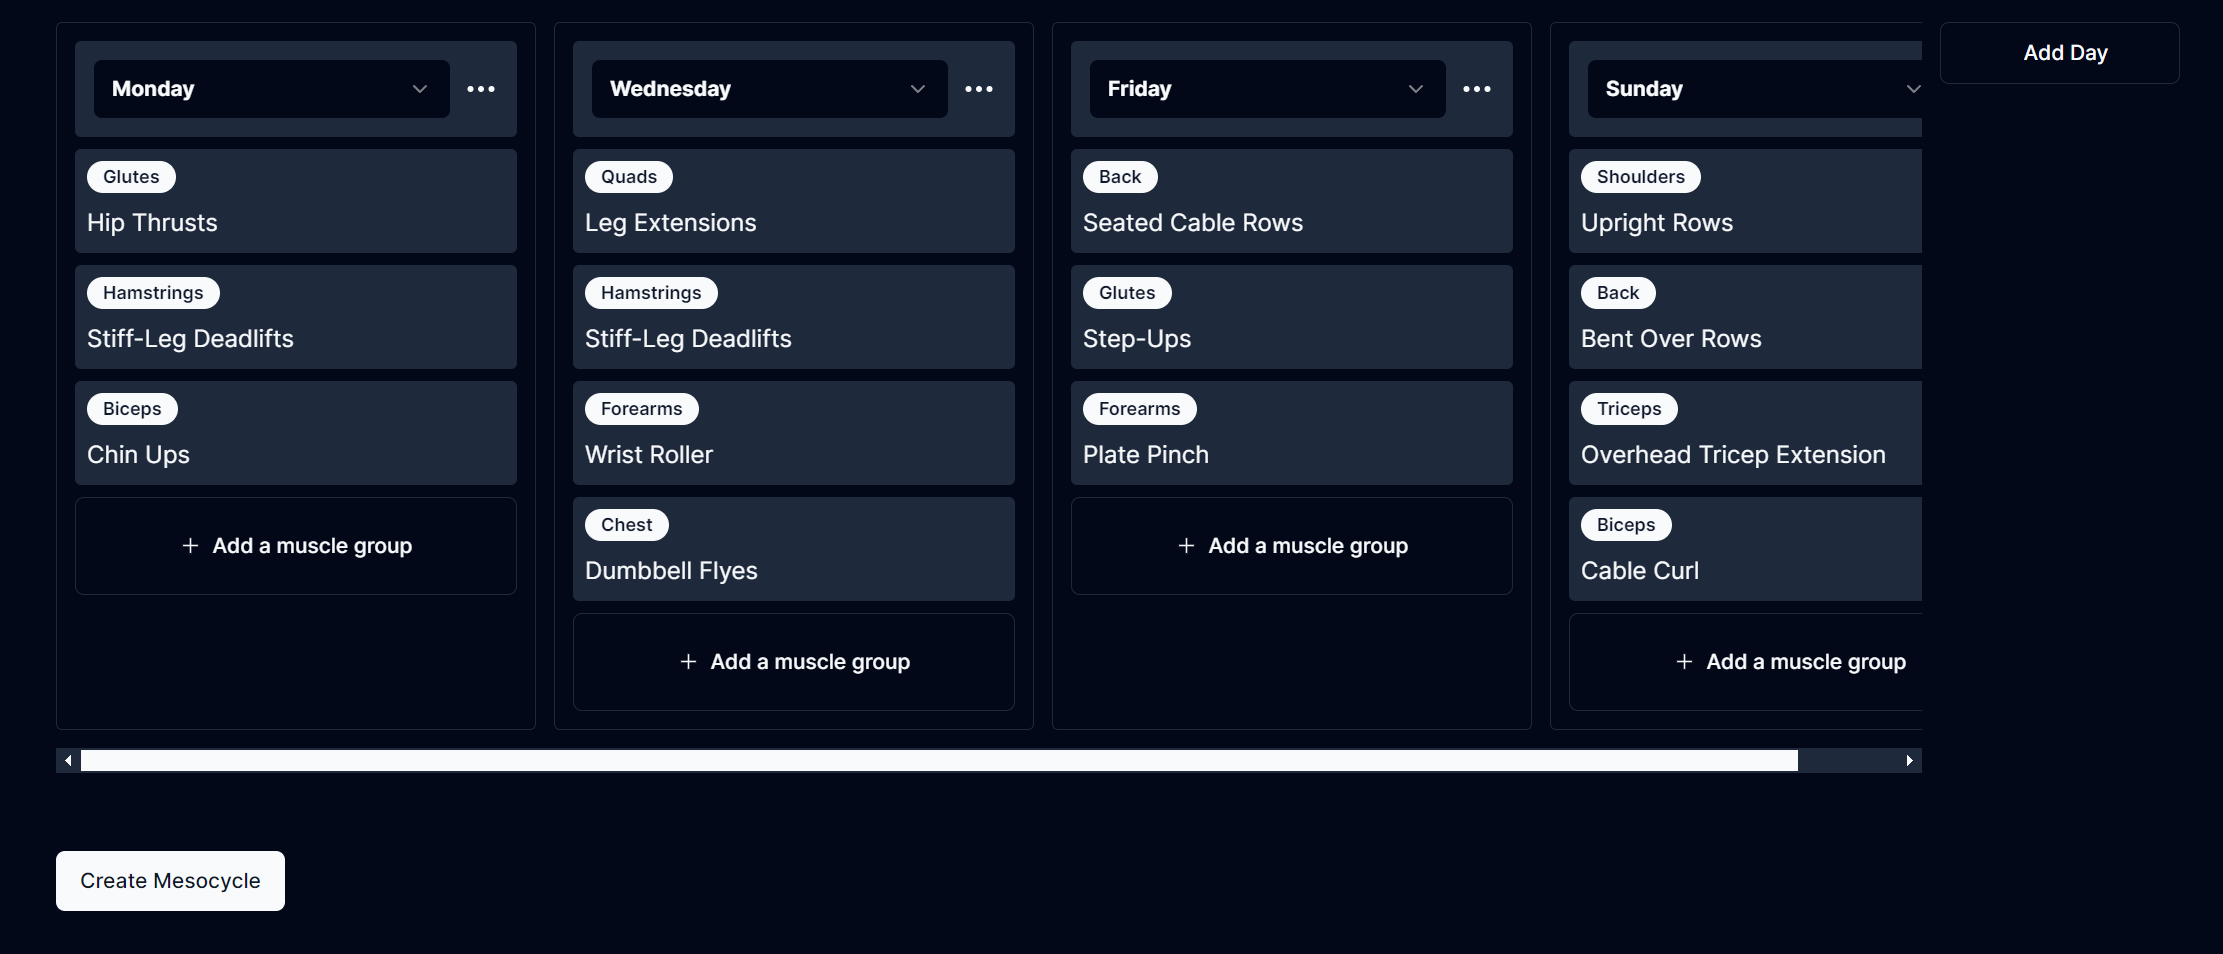 Monday
Glutes
Hip Thrusts
Hamstrings
Stiff-Leg Deadlifts
Biceps
Chin Ups
Add a muscle group
Wednesday
Quads
Leg Extensions
Hamstrings
Stiff-Leg Deadlifts
Forearms
Wrist Roller
Chest
Dumbbell Flyes
Add a muscle group
Friday
Back
Seated Cable Rows
Glutes
Step-Ups
Forearms
Plate Pinch
Add a muscle group
Sunday
Shoulders
Upright Rows
Back
Bent Over Rows
Triceps
Overhead Tricep Extension
Biceps
Cable Curl
Add a muscle group
Add Day
Create Mesocycle